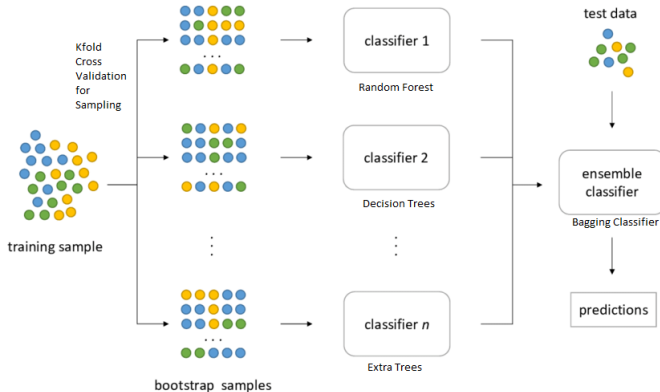 Kfold
Cross
Validation
for
Sampling
training sample
...
...
...
bootstrap samples
classifier 1
Random Forest
classifier 2
Decision Trees
classifier n
Extra Trees
test data
ensemble
classifier
Bagging Classifier
predictions